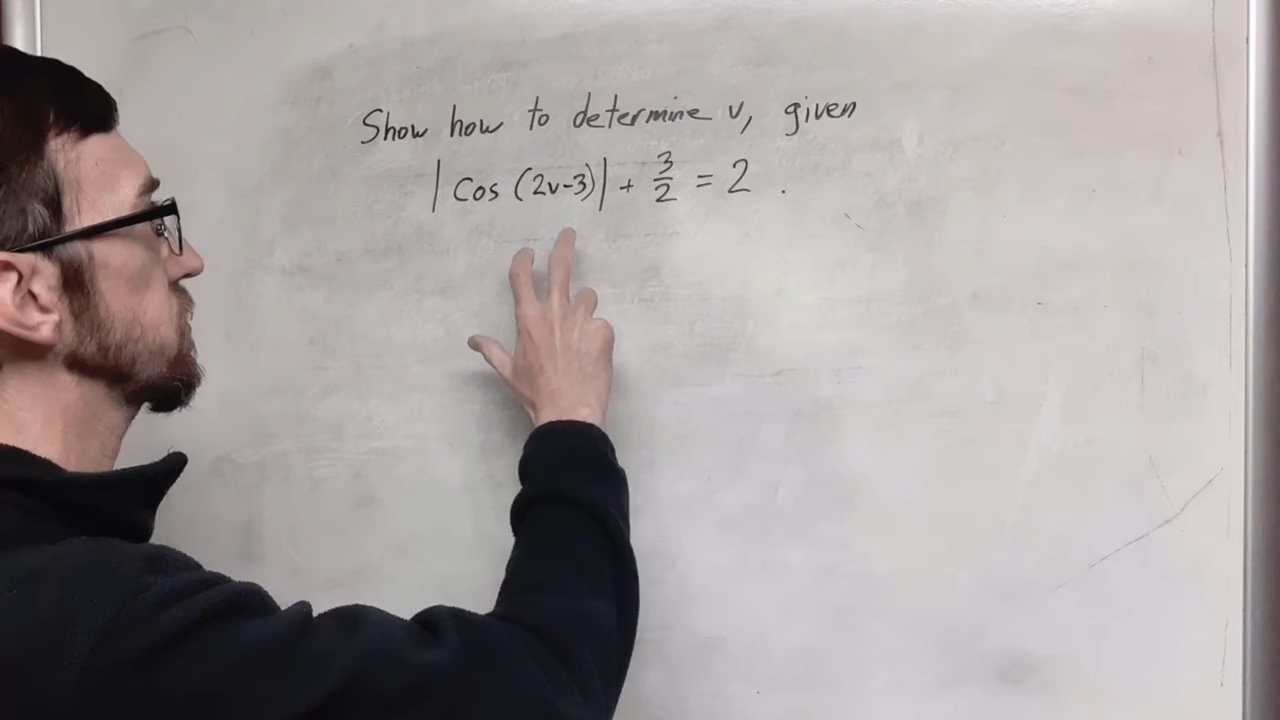 Show how to determine v, given
|cos (2v-3)| + 3/2 = 2 .